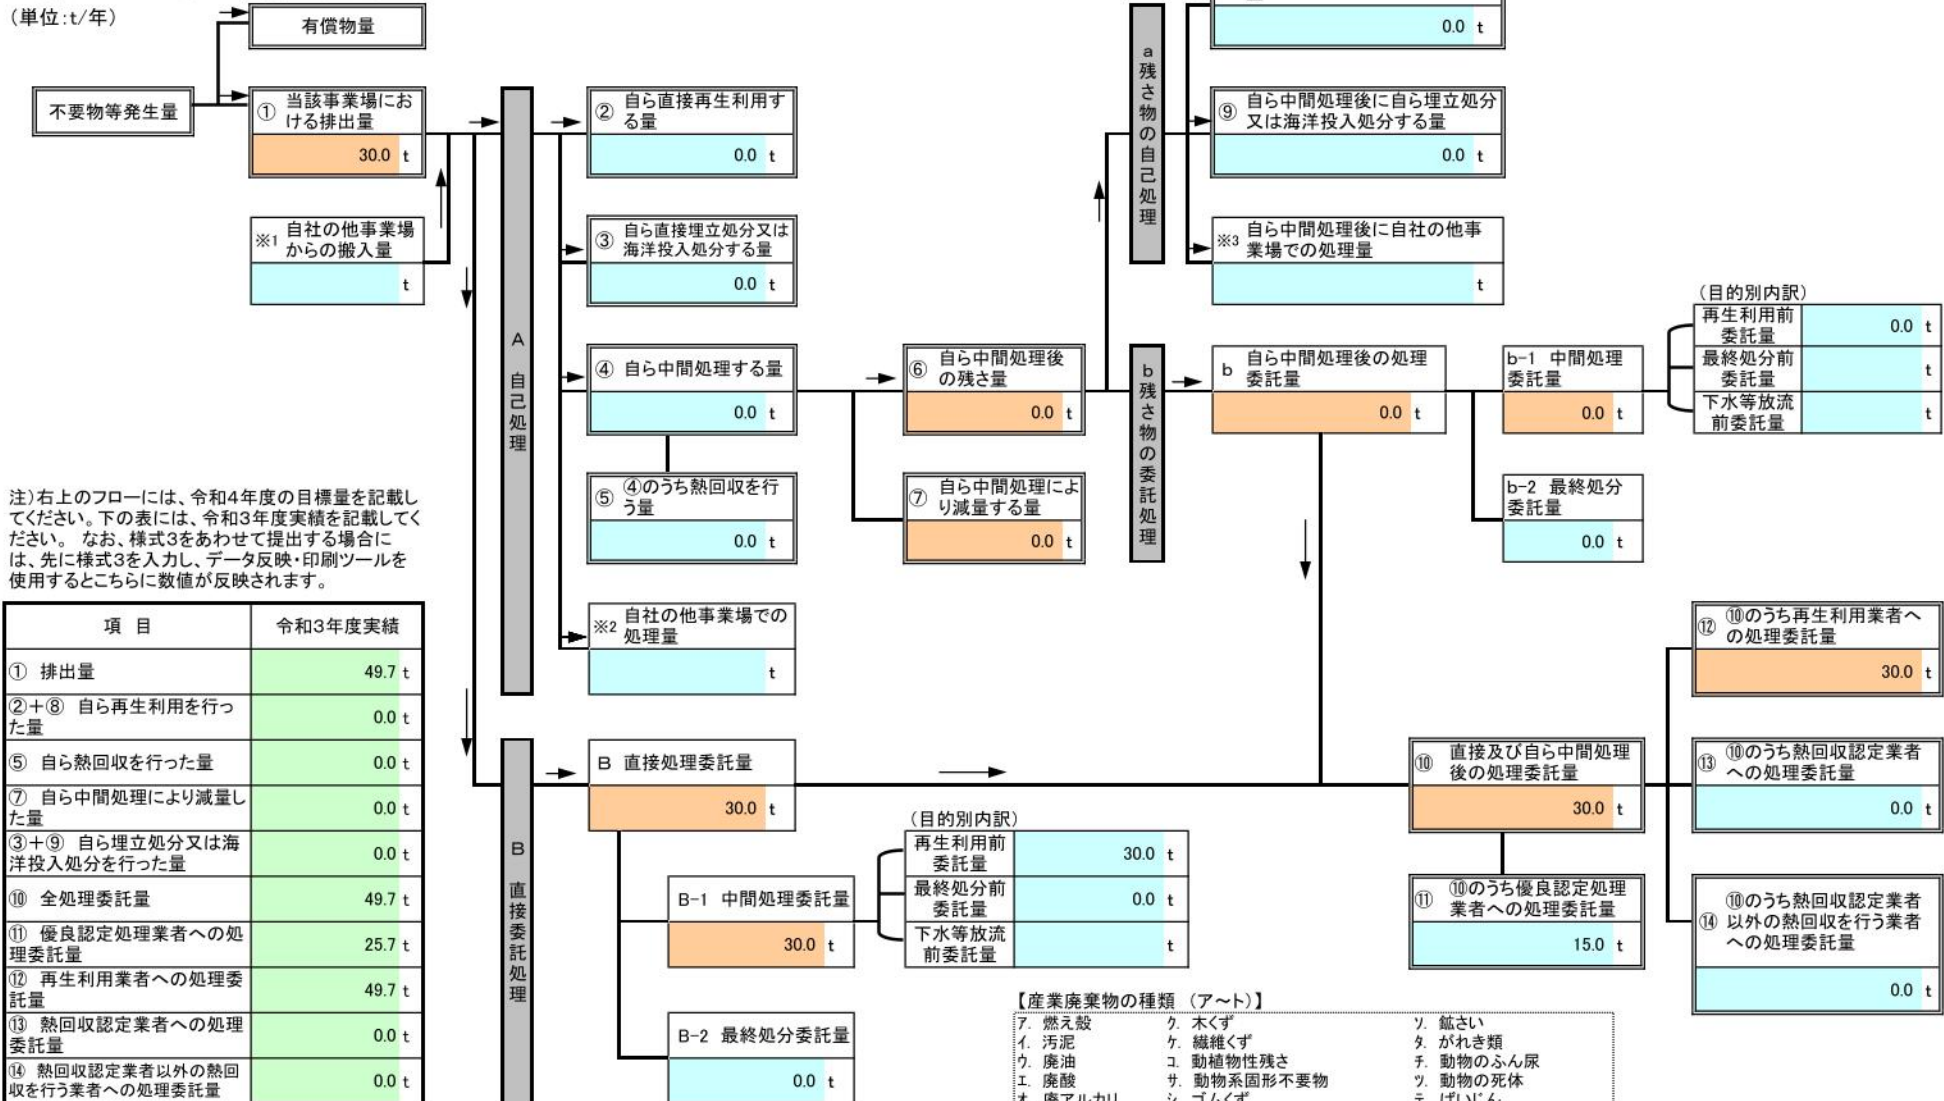 (単位:t/年)
有償物量
不要物等発生量
① 当該事業場における排出量
30.0 t
※1 自社の他事業場からの搬入量
t
A 自己処理
② 自ら直接再生利用する量
0.0 t
③ 自ら直接埋立処分又は海洋投入処分する量
0.0 t
④ 自ら中間処理する量
0.0 t
⑤ ④のうち熱回収を行う量
0.0 t
※2 自社の他事業場での処理量
t
⑥ 自ら中間処理後の残さ量
0.0 t
⑦ 自ら中間処理により減量する量
0.0 t
a 残さ物の自己処理
0.0 t
⑨ 自ら中間処理後に自ら埋立処分又は海洋投入処分する量
0.0 t
※3 自ら中間処理後に自社の他事業場での処理量
t
b 残さ物の委託処理
b 自ら中間処理後の処理委託量
0.0 t
b-1 中間処理委託量
0.0 t
(目的別内訳)
再生利用前委託量
0.0 t
最終処分前委託量
t
下水等放流前委託量
t
b-2 最終処分委託量
0.0 t
注)右上のフローには、令和4年度の目標量を記載し
てください。下の表には、令和3年度実績を記載してく
ださい。 なお、様式3をあわせて提出する場合に
は、先に様式3を入力し、データ反映・印刷ツールを
使用するとこちらに数値が反映されます。
項 目 令和3年度実績
① 排出量 49.7 t
②+⑧ 自ら再生利用を行った量 0.0 t
⑤ 自ら熱回収を行った量 0.0 t
⑦ 自ら中間処理により減量した量 0.0 t
③+⑨ 自ら埋立処分又は海洋投入処分を行った量 0.0 t
⑩ 全処理委託量 49.7 t
⑪ 優良認定処理業者への処理委託量 25.7 t
⑫ 再生利用業者への処理委託量 49.7 t
⑬ 熱回収認定業者への処理委託量 0.0 t
⑭ 熱回収認定業者以外の熱回収を行う業者への処理委託量 0.0 t
B 直接委託処理
B 直接処理委託量
30.0 t
B-1 中間処理委託量
30.0 t
(目的別内訳)
再生利用前委託量
30.0 t
最終処分前委託量
0.0 t
下水等放流前委託量
t
B-2 最終処分委託量
0.0 t
⑩ 直接及び自ら中間処理後の処理委託量
30.0 t
⑪ ⑩のうち優良認定処理業者への処理委託量
15.0 t
⑫ ⑩のうち再生利用業者への処理委託量
30.0 t
⑬ ⑩のうち熱回収認定業者への処理委託量
0.0 t
⑭ ⑩のうち熱回収認定業者以外の熱回収を行う業者への処理委託量
0.0 t
【産業廃棄物の種類 (ア~ト)】
ア. 燃え殻 ク. 木くず ソ. 鉱さい
イ. 汚泥 ケ. 繊維くず タ. がれき類
ウ. 廃油 コ. 動植物性残さ チ. 動物のふん尿
エ. 廃酸 サ. 動物系固形不要物 ツ. 動物の死体
オ. 廃アルカリ シ. ゴムくず テ. ばいじん